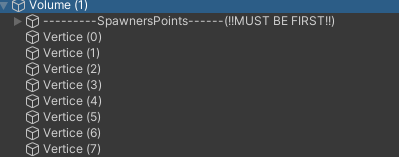 Volume (1)
---------SpawnersPoints------(!!MUST BE FIRST!!)
Vertice (0)
Vertice (1)
Vertice (2)
Vertice (3)
Vertice (4)
Vertice (5)
Vertice (6)
Vertice (7)